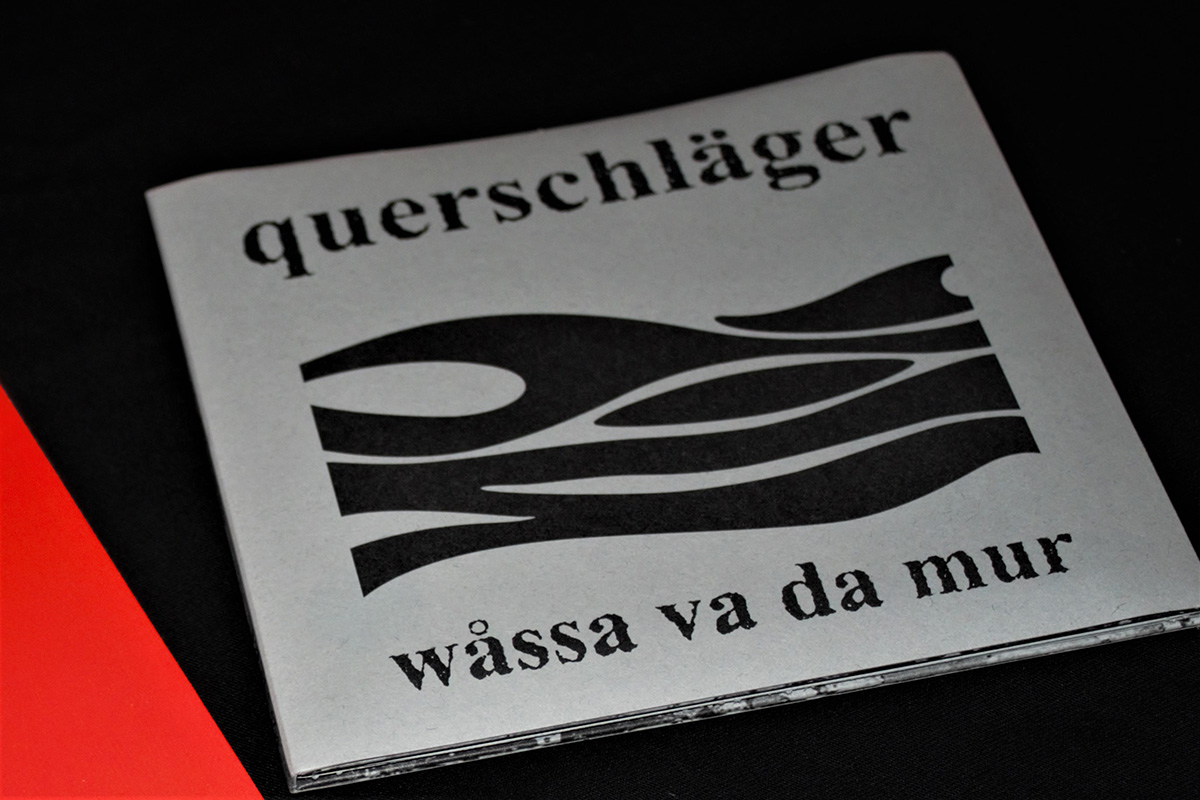 querschläger
wåssa va da mur